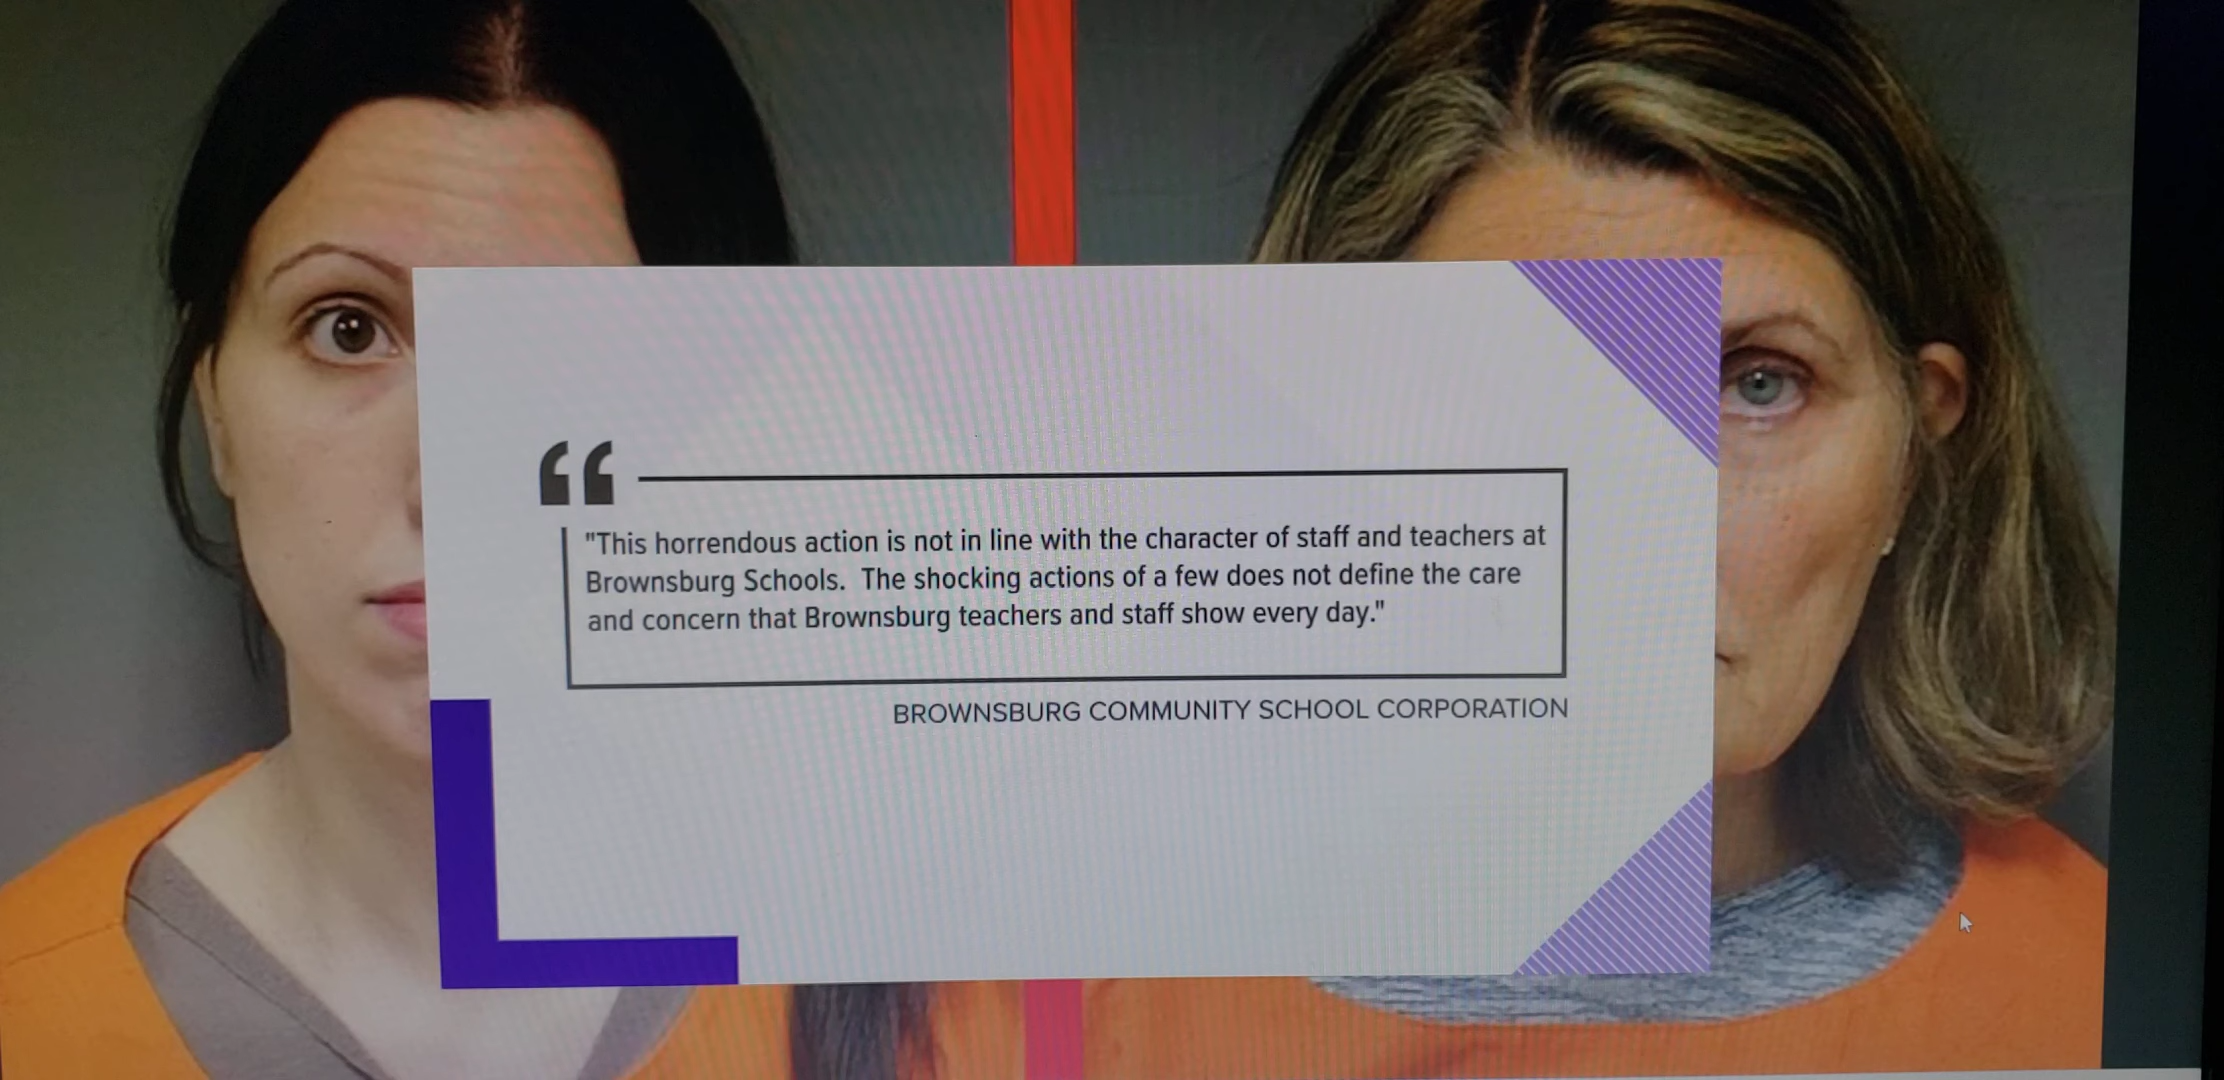 "This horrendous action is not in line with the character of staff and teachers at
Brownsburg Schools.  The shocking actions of a few does not define the care
and concern that Brownsburg teachers and staff show every day."
BROWNSBURG COMMUNITY SCHOOL CORPORATION